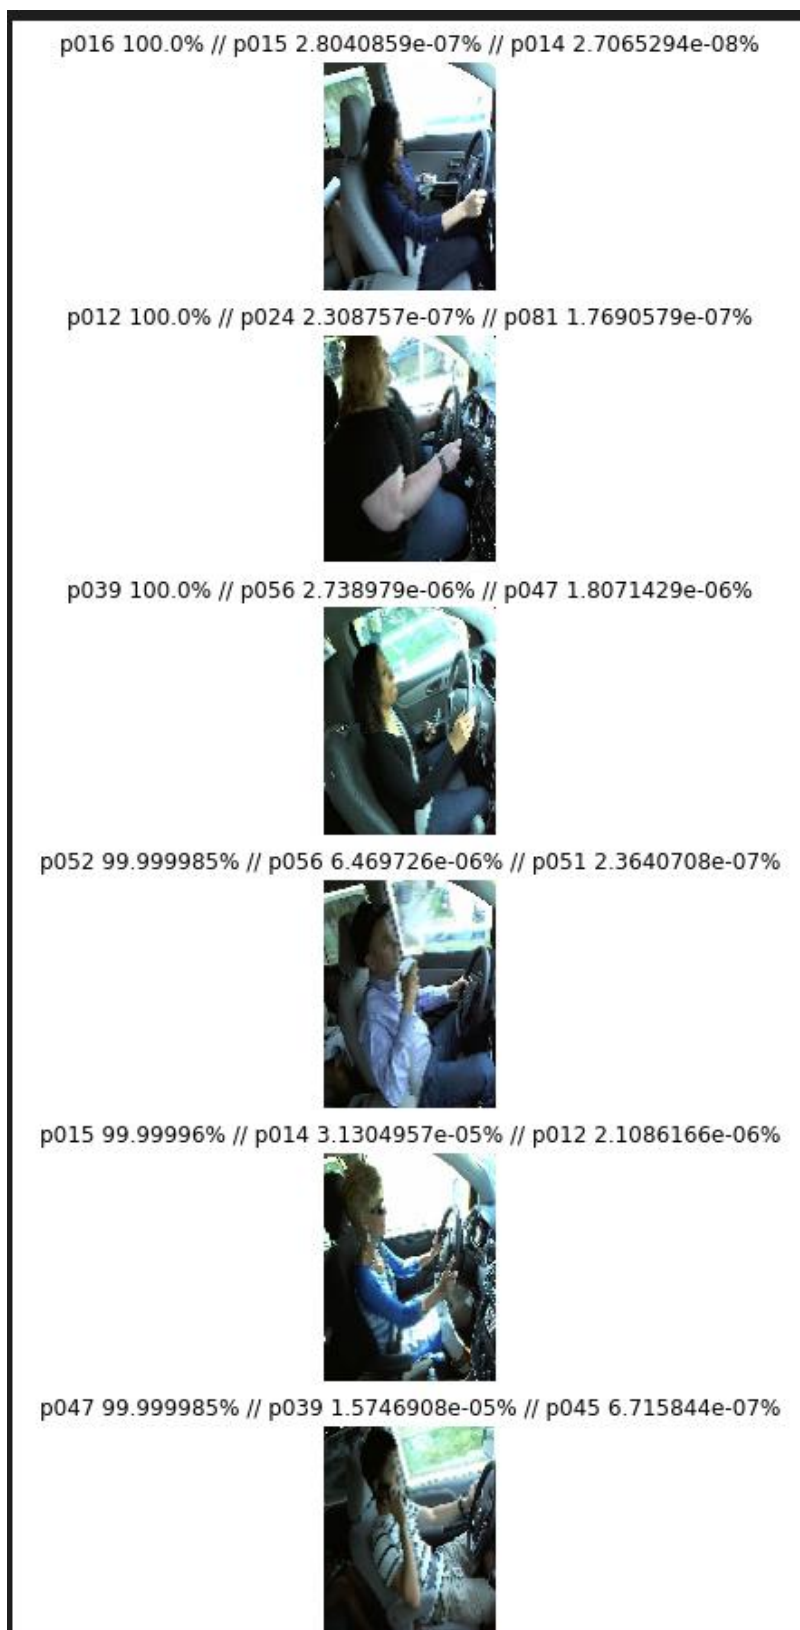 p016 100.0% // p015 2.8040859e-07% // p014 2.7065294e-08%
p012 100.0% // p024 2.308757e-07% // p081 1.7690579e-07%
p039 100.0% // p056 2.738979e-06% // p047 1.8071429e-06%
p052 99.999985% // p056 6.469726e-06% // p051 2.3640708e-07%
p015 99.99996% // p014 3.1304957e-05% // p012 2.1086166e-06%
p047 99.999985% // p039 1.5746908e-05% // p045 6.715844e-07%